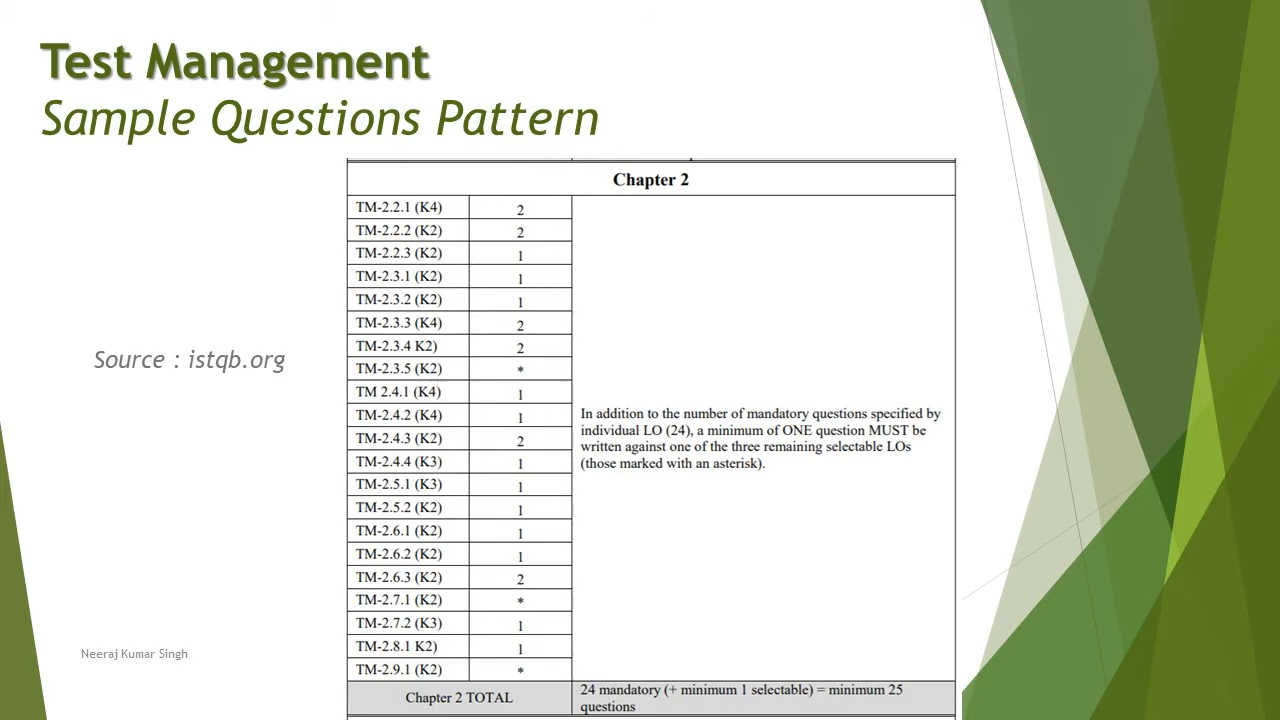 Test Management
Sample Questions Pattern
Chapter 2
TM-2.2.1 (K4) 2
TM-2.2.2 (K2) 2
TM-2.2.3 (K2) 1
TM-2.3.1 (K2) 1
TM-2.3.2 (K2) 1
TM-2.3.3 (K4) 2
TM-2.3.4 K2) 2
TM-2.3.5 (K2) *
TM 2.4.1 (K4) 1
TM-2.4.2 (K4) 1
TM-2.4.3 (K2) 2
TM-2.4.4 (K3) 1
TM-2.5.1 (K3) 1
TM-2.5.2 (K2) 1
TM-2.6.1 (K2) 1
TM-2.6.2 (K2) 1
TM-2.6.3 (K2) 2
TM-2.7.1 (K2) *
TM-2.7.2 (K3) 1
TM-2.8.1 K2) 1
TM-2.9.1 (K2) *
In addition to the number of mandatory questions specified by
individual LO (24), a minimum of ONE question MUST be
written against one of the three remaining selectable LOs
(those marked with an asterisk).
Chapter 2 TOTAL
24 mandatory (+ minimum 1 selectable) = minimum 25
questions
Source : istqb.org
Neeraj Kumar Singh